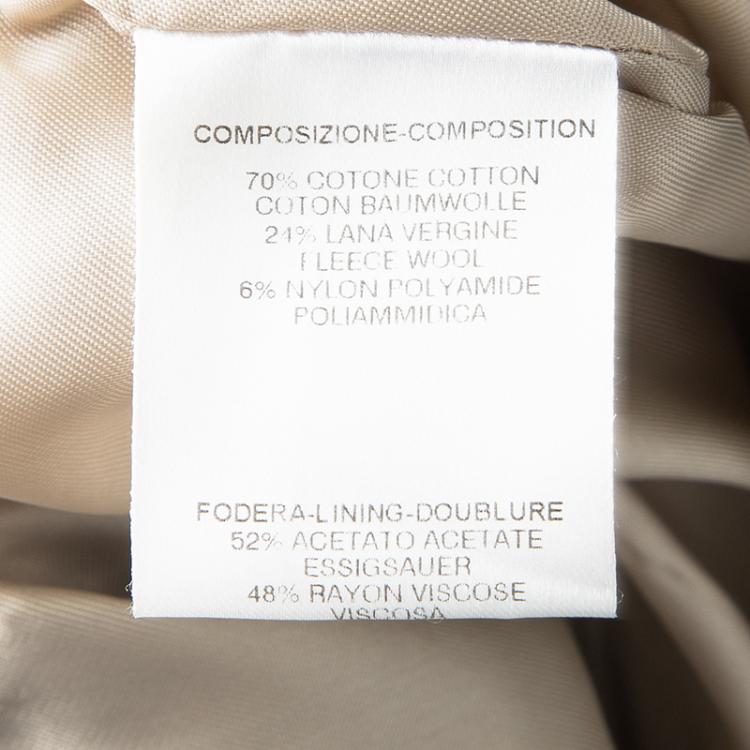 COMPOSIZIONE-COMPOSITION
70% COTONE COTTON
COTON BAUMWOLLE
24% LANA VERGINE
FLEECE WOOL
6% NYLON POLYAMIDE
POLIAMMIDICA
FODERA-LINING-DOUBLURE
52% ACETATO ACETATE
ESSIGSAUER
48% RAYON VISCOSE
VISCOSA